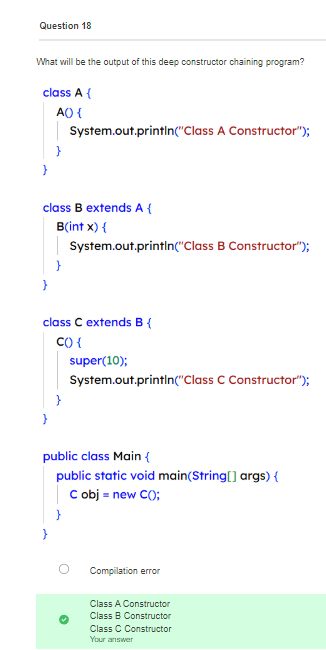 Question 18
What will be the output of this deep constructor chaining program?
class A {
A() {
System.out.println("Class A Constructor");
}
}
class B extends A {
B(int x) {
System.out.println("Class B Constructor");
}
}
class C extends B {
C() {
super(10);
System.out.println("Class C Constructor");
}
}
public class Main {
public static void main(String[] args) {
C obj = new C();
}
}
Compilation error
Class A Constructor
Class B Constructor
Class C Constructor
Your answer